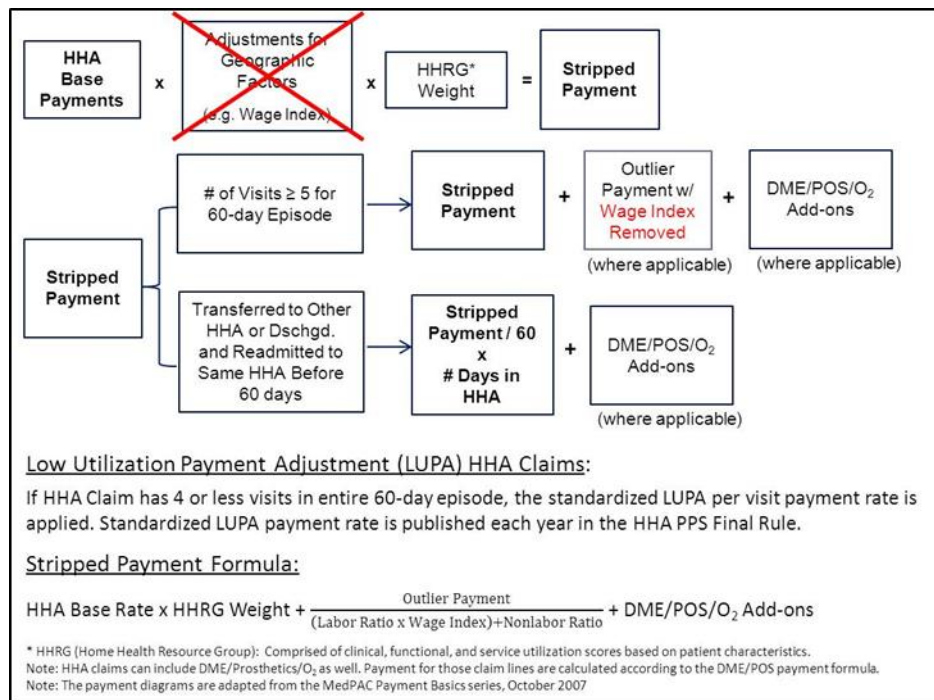 HHA
Base
Payments
x
Adjustments for
Geographic
Factors
(e.g. Wage Index)
x
HHRG*
Weight
=
Stripped
Payment
Stripped
Payment
# of Visits ≥ 5 for
60-day Episode
Stripped
Payment
+
Outlier
Payment w/
Wage Index
Removed
(where applicable)
+
DME/POS/O₂
Add-ons
(where applicable)
Transferred to Other
HHA or Dschgd.
and Readmitted to
Same HHA Before
60 days
Stripped
Payment / 60
x
# Days in
HHA
+
DME/POS/O₂
Add-ons
(where applicable)
Low Utilization Payment Adjustment (LUPA) HHA Claims:
If HHA Claim has 4 or less visits in entire 60-day episode, the standardized LUPA per visit payment rate is
applied. Standardized LUPA payment rate is published each year in the HHA PPS Final Rule.
Stripped Payment Formula:
HHA Base Rate x HHRG Weight + Outlier Payment / (Labor Ratio x Wage Index)+Nonlabor Ratio + DME/POS/O₂ Add-ons
* HHRG (Home Health Resource Group): Comprised of clinical, functional, and service utilization scores based on patient characteristics.
Note: HHA claims can include DME/Prosthetics/O₂ as well. Payment for those claim lines are calculated according to the DME/POS payment formula.
Note: The payment diagrams are adapted from the MedPAC Payment Basics series, October 2007